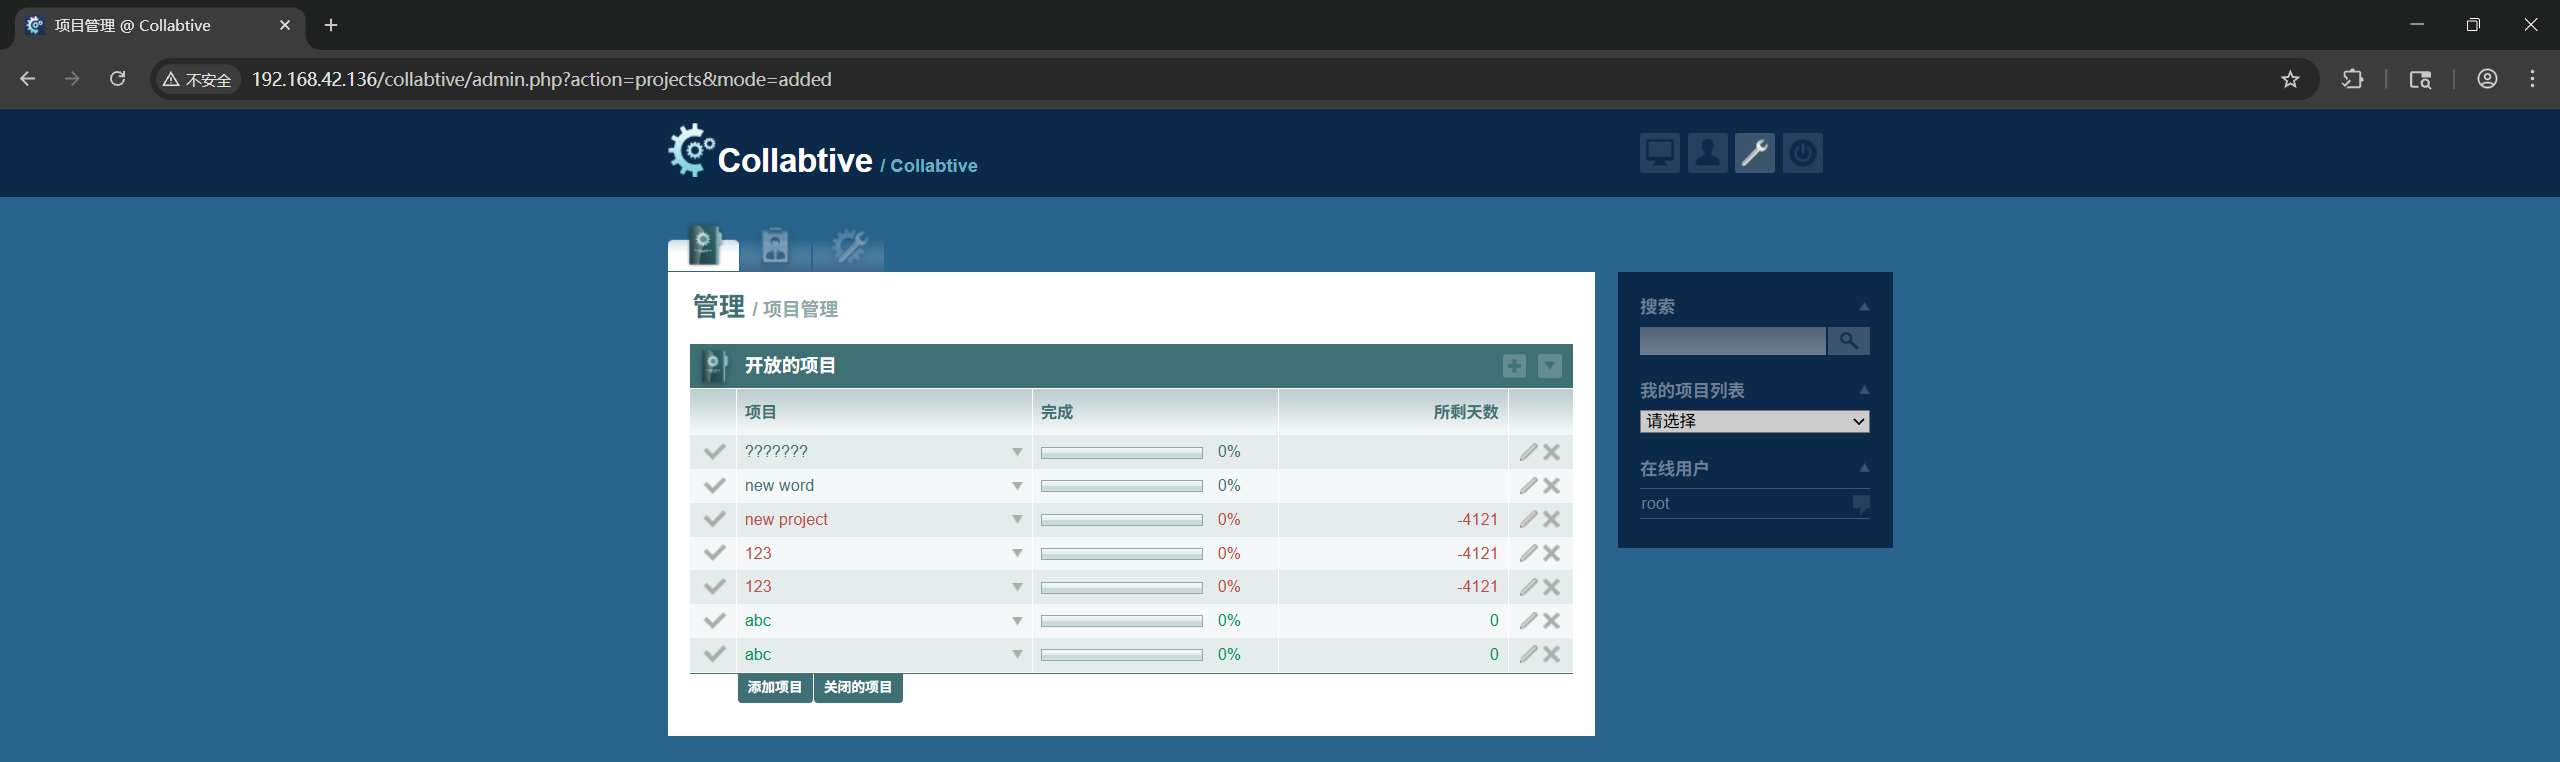 项目管理 @ Collabtive
不安全 192.168.42.136/collabtive/admin.php?action=projects&mode=added
Collabtive / Collabtive
管理 / 项目管理
开放的项目
项目 完成 所剩天数
??????? 0%
new word 0%
new project 0% -4121
123 0% -4121
123 0% -4121
abc 0% 0
abc 0% 0
添加项目 关闭的项目
搜索
我的项目列表
请选择
在线用户
root